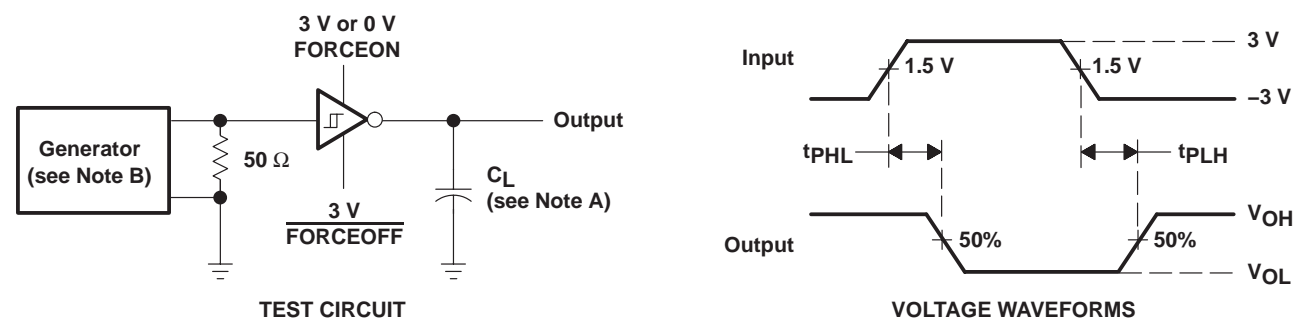 3 V or 0 V
FORCEON
Generator
(see Note B)
50 Ω
Output
CL
(see Note A)
3 V
FORCEOFF
TEST CIRCUIT
Input
3 V
1.5 V
1.5 V
–3 V
tPHL
tPLH
Output
50%
50%
VOH
VOL
VOLTAGE WAVEFORMS